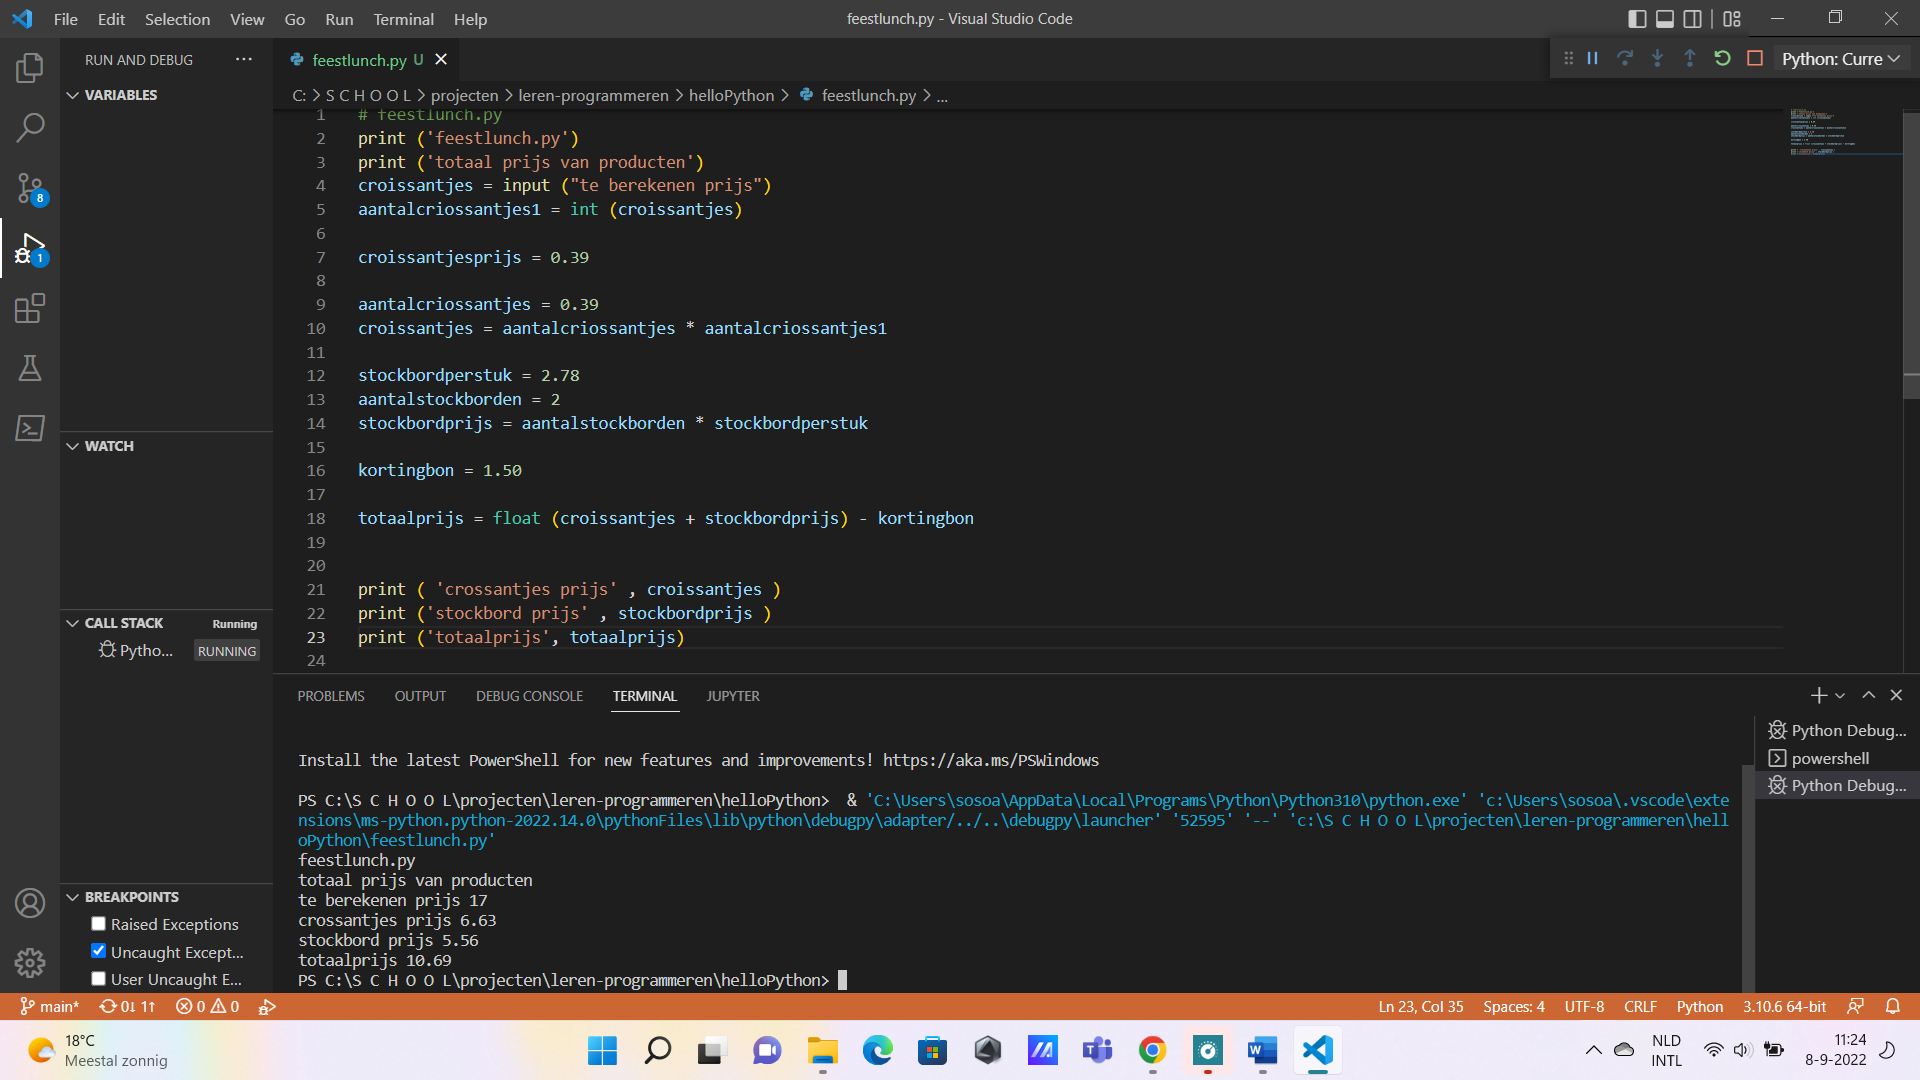 File Edit Selection View Go Run Terminal Help
feestlunch.py - Visual Studio Code
RUN AND DEBUG ...
feestlunch.py U
Python: Curre
VARIABLES
C: > S C H O O L > projecten > leren-programmeren > helloPython > feestlunch.py > ...
1 # feestlunch.py
2 print ('feestlunch.py')
3 print ('totaal prijs van producten')
4 croissantjes = input ("te berekenen prijs")
5 aantalcriossantjes1 = int (croissantjes)
6
7 croissantjesprijs = 0.39
8
9 aantalcriossantjes = 0.39
10 croissantjes = aantalcriossantjes * aantalcriossantjes1
11
12 stockbordperstuk = 2.78
13 aantalstockborden = 2
14 stockbordprijs = aantalstockborden * stockbordperstuk
15
16 kortingbon = 1.50
17
18 totaalprijs = float (croissantjes + stockbordprijs) - kortingbon
19
20
21 print ( 'crossantjes prijs' , croissantjes )
22 print ('stockbord prijs' , stockbordprijs )
23 print ('totaalprijs', totaalprijs)
24
8
1
WATCH
CALL STACK Running
Pytho... RUNNING
BREAKPOINTS
Raised Exceptions
Uncaught Except...
User Uncaught E...
PROBLEMS OUTPUT DEBUG CONSOLE TERMINAL JUPYTER
Install the latest PowerShell for new features and improvements! https://aka.ms/PSWindows
PS C:\S C H O O L\projecten\leren-programmeren\helloPython> & 'C:\Users\sosoa\AppData\Local\Programs\Python\Python310\python.exe' 'c:\Users\sosoa\.vscode\exte
nsions\ms-python.python-2022.14.0\pythonFiles\lib\python\debugpy\adapter/../..\debugpy\launcher' '52595' '--' 'c:\S C H O O L\projecten\leren-programmeren\hell
oPython\feestlunch.py'
feestlunch.py
totaal prijs van producten
te berekenen prijs 17
crossantjes prijs 6.63
stockbord prijs 5.56
totaalprijs 10.69
PS C:\S C H O O L\projecten\leren-programmeren\helloPython>
Python Debug...
powershell
Python Debug...
main* 0↓ 1↑ 0 0
Ln 23, Col 35 Spaces: 4 UTF-8 CRLF Python 3.10.6 64-bit
18°C
Meestal zonnig
NLD
INTL
11:24
8-9-2022